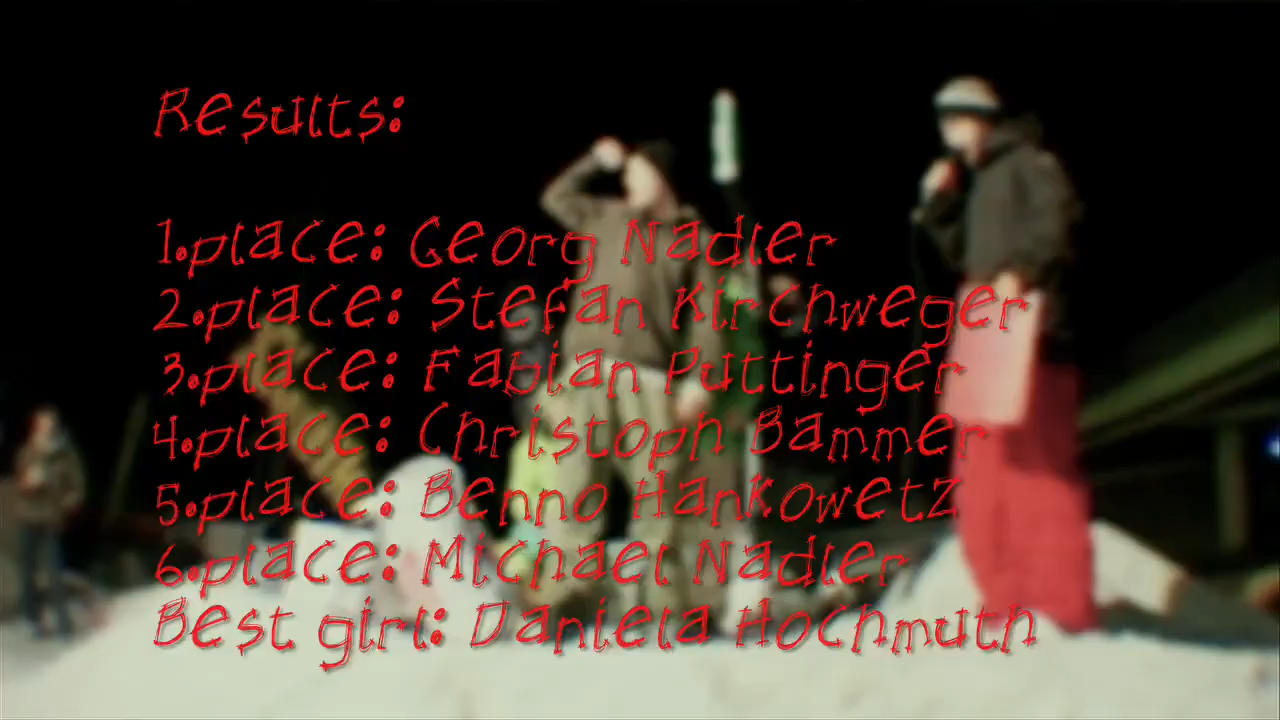 Results:
1.place: Georg Nadler
2.place: Stefan Kirchweger
3.place: Fabian Puttinger
4.place: Christoph Bammer
5.place: Benno Hankowetz
6.place: Michael Nadler
Best girl: Daniela Hochmuth